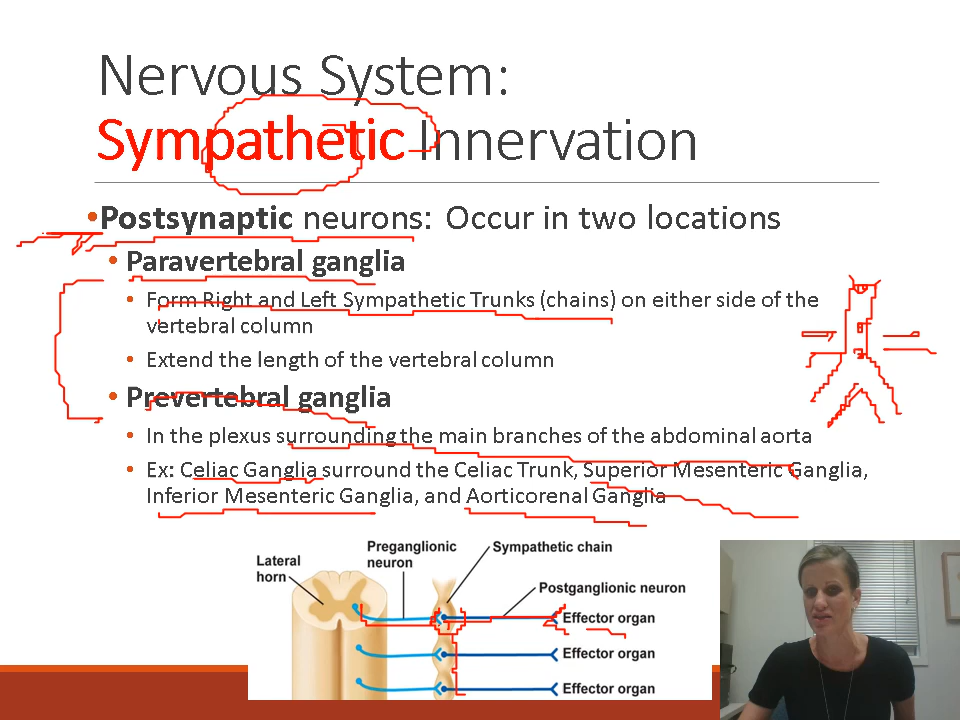 Nervous System:
Sympathetic Innervation
•Postsynaptic neurons: Occur in two locations
• Paravertebral ganglia
• Form Right and Left Sympathetic Trunks (chains) on either side of the
vertebral column
• Extend the length of the vertebral column
• Prevertebral ganglia
• In the plexus surrounding the main branches of the abdominal aorta
• Ex: Celiac Ganglia surround the Celiac Trunk, Superior Mesenteric Ganglia,
Inferior Mesenteric Ganglia, and Aorticorenal Ganglia
Lateral
horn
Preganglionic
neuron
Sympathetic chain
Postganglionic neuron
Effector organ
Effector organ
Effector organ